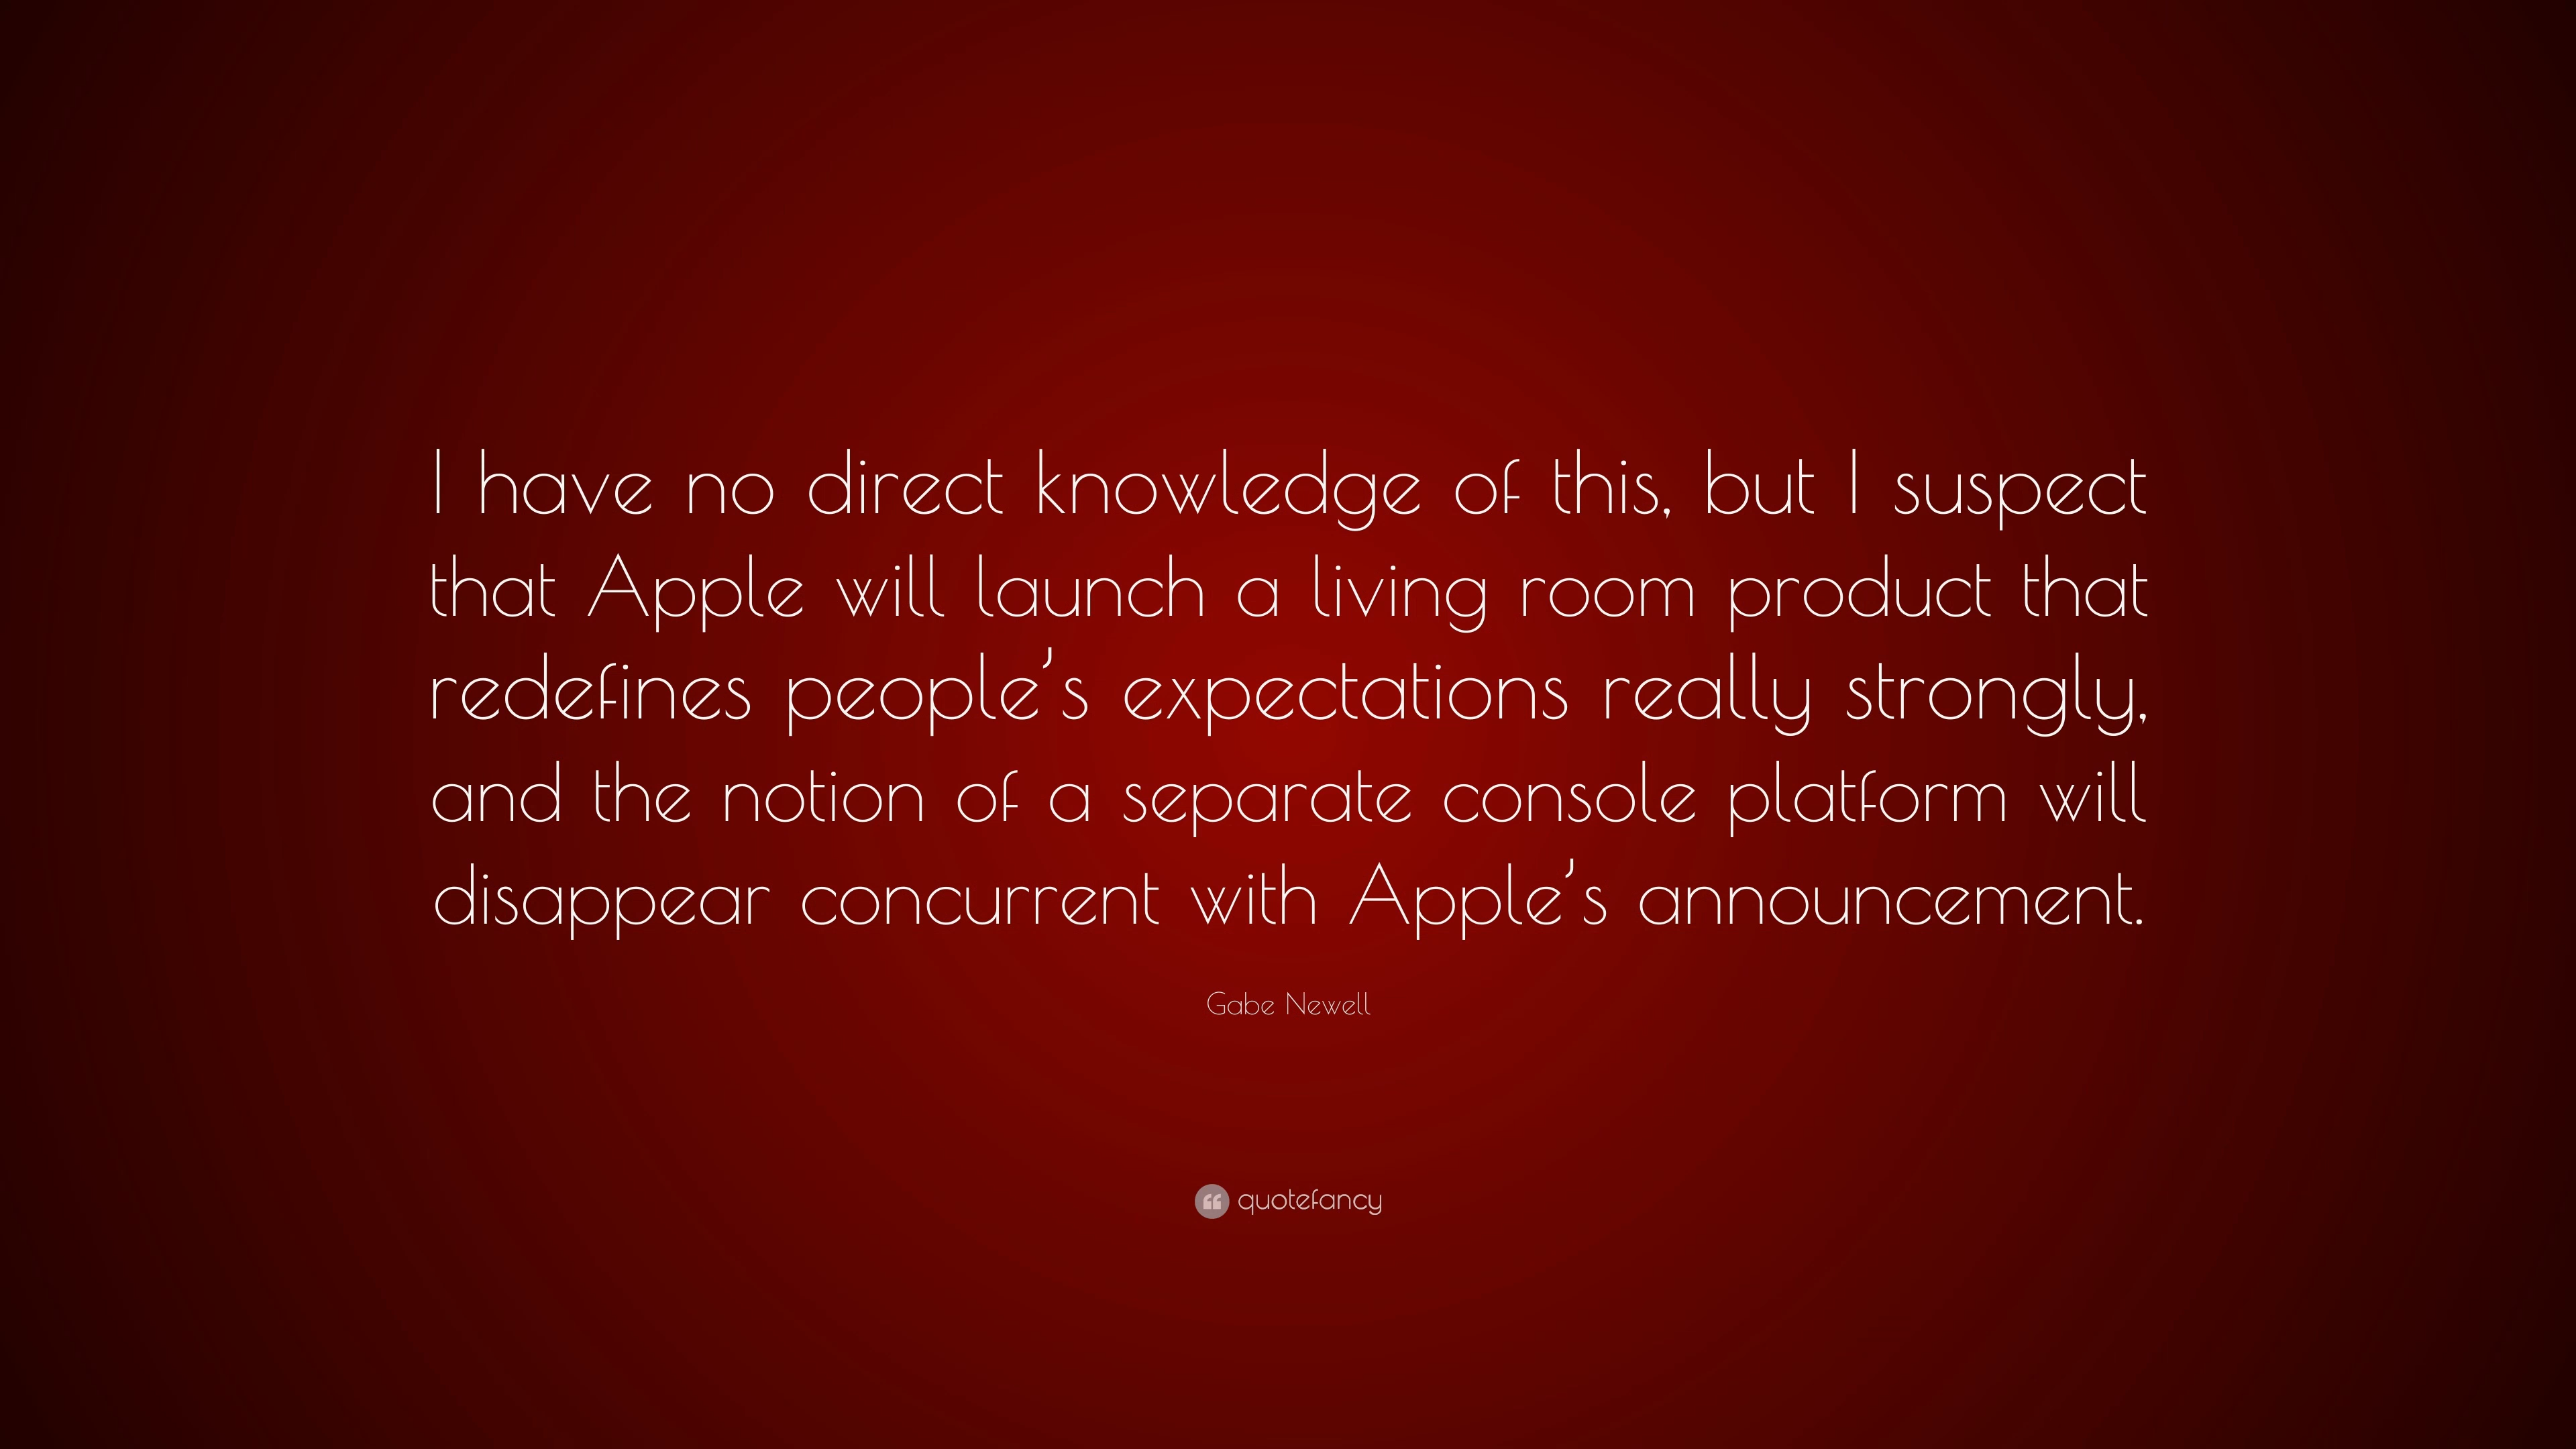 I have no direct knowledge of this, but I suspect
that Apple will launch a living room product that
redefines people’s expectations really strongly,
and the notion of a separate console platform will
disappear concurrent with Apple’s announcement.
Gabe Newell
quotefancy